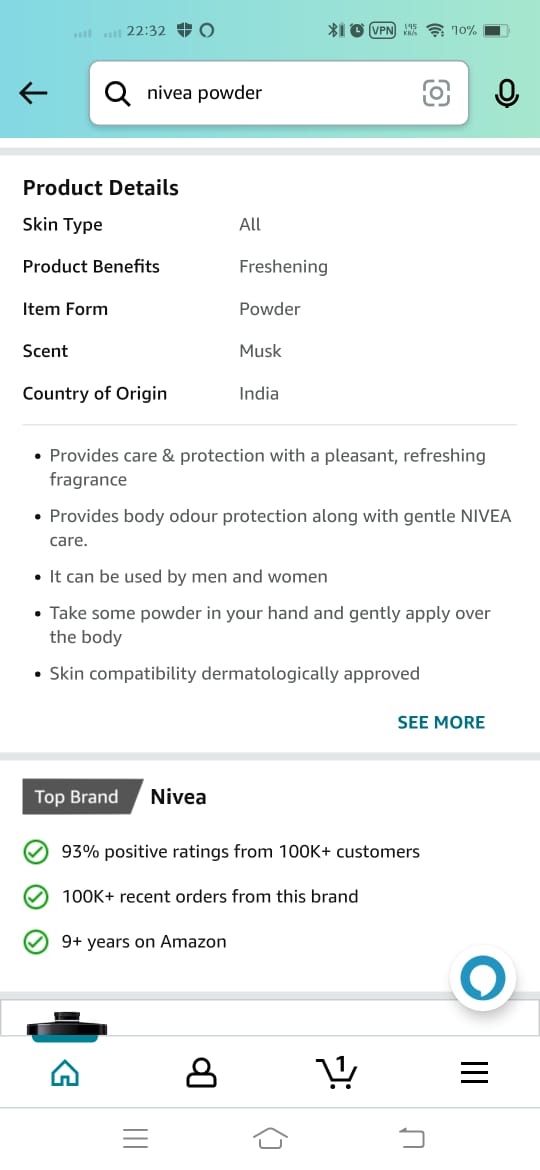 22:32 VPN 195 KB/s 70%
nivea powder
Product Details
Skin Type All
Product Benefits Freshening
Item Form Powder
Scent Musk
Country of Origin India
• Provides care & protection with a pleasant, refreshing
fragrance
• Provides body odour protection along with gentle NIVEA
care.
• It can be used by men and women
• Take some powder in your hand and gently apply over
the body
• Skin compatibility dermatologically approved
SEE MORE
Top Brand Nivea
93% positive ratings from 100K+ customers
100K+ recent orders from this brand
9+ years on Amazon
1